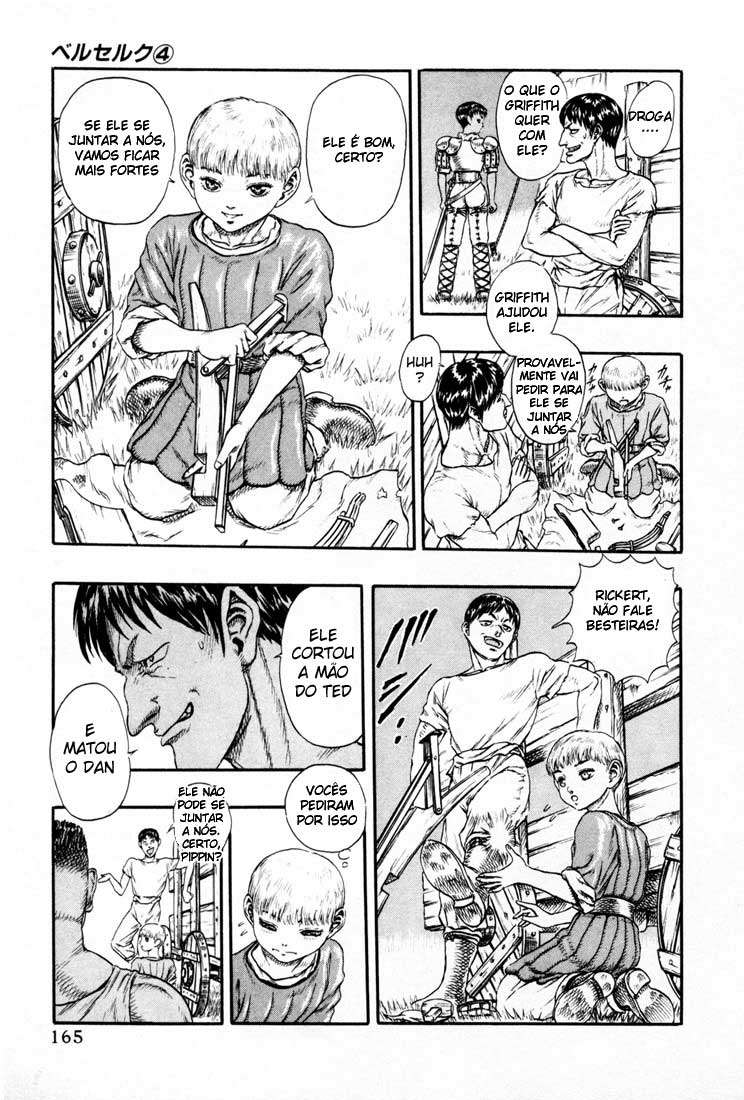 ベルセルク④
DROGA
....
O QUE O
GRIFFITH
QUER
COM
ELE?
GRIFFITH
AJUDOU
ELE.
PROVAVEL-
MENTE VAI
PEDIR PARA
ELE SE
JUNTAR
A NÓS
HUH
?
ELE É BOM,
CERTO?
SE ELE SE
JUNTAR A NÓS,
VAMOS FICAR
MAIS FORTES
RICKERT,
NÃO FALE
BESTEIRAS!
ELE
CORTOU
A MÃO
DO TED
E
MATOU
O DAN
VOCÊS
PEDIRAM
POR ISSO
ELE NÃO
PODE SE
JUNTAR
A NÓS.
CERTO,
PIPPIN?
165